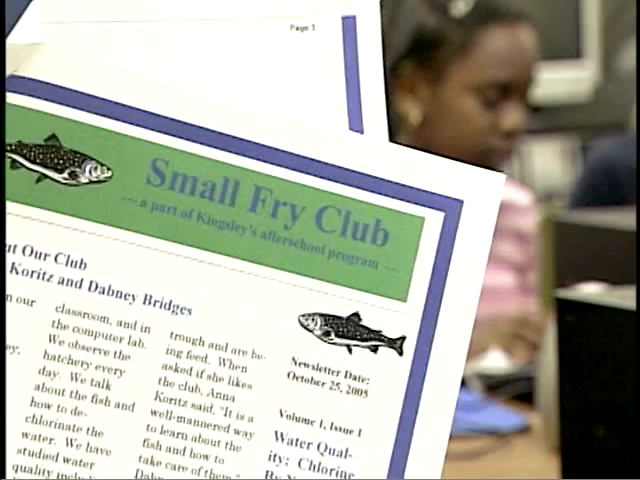 Page 3
Small Fry Club
— a part of Kingsley's afterschool program —
ut Our Club
Koritz and Dabney Bridges
n our
ey.
classroom, and in
the computer lab.
We observe the
hatchery every
day. We talk
about the fish and
how to de-
chlorinate the
water. We have
studied water
quality
trough and are be-
ing feed. When
asked if she likes
the club, Anna
Koritz said, "It is a
well-mannered way
to learn about the
fish and how to
take care of them."
Newsletter Date:
October 25, 2005
Volume 1, Issue 1
Water Qual-
ity: Chlorine